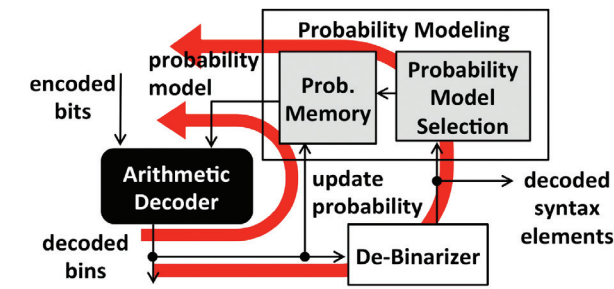 Probability Modeling
probability
model
encoded
bits
Prob.
Memory
Probability
Model
Selection
Arithmetic
Decoder
update
probability
decoded
syntax
elements
decoded
bins
De-Binarizer